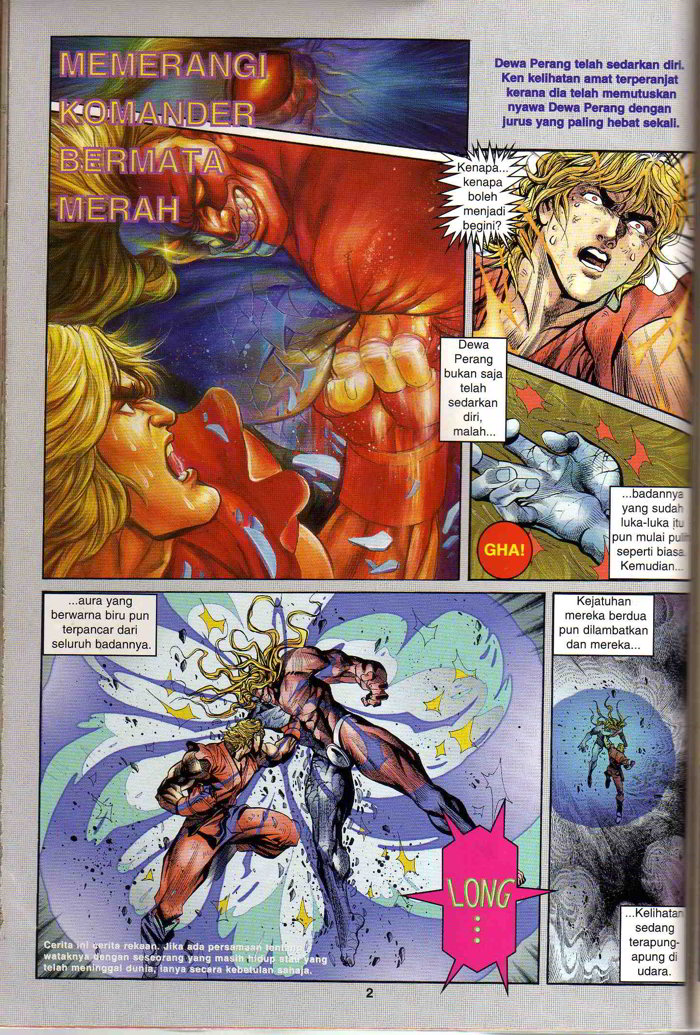 MEMERANGI
KOMANDER
BERMATA
MERAH
Dewa Perang telah sedarkan diri.
Ken kelihatan amat terperanjat
kerana dia telah memutuskan
nyawa Dewa Perang dengan
jurus yang paling hebat sekali.
Kenapa...
kenapa
boleh
menjadi
begini?
Dewa
Perang
bukan saja
telah
sedarkan
diri,
malah...
...badannya
yang sudah
luka-luka itu
pun mulai pulih
seperti biasa.
Kemudian...
GHA!
...aura yang
berwarna biru pun
terpancar dari
seluruh badannya.
Kejatuhan
mereka berdua
pun dilambatkan
dan mereka...
LONG
...
...Kelihatan
sedang
terapung-
apung di
udara.
Cerita ini cerita rekaan. Jika ada persamaan tentang
wataknya dengan seseorang yang masih hidup atau yang
telah meninggal dunia, ianya secara kebetulan sahaja.
2